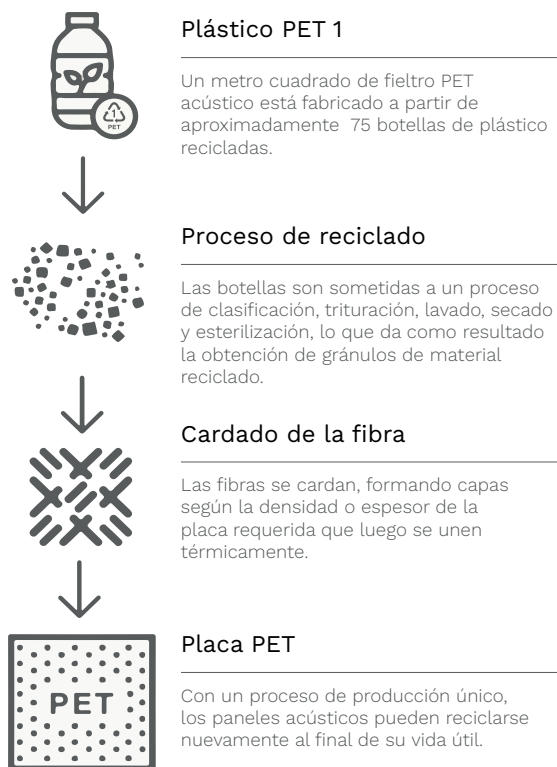 Plástico PET 1
Un metro cuadrado de fieltro PET
acústico está fabricado a partir de
aproximadamente 75 botellas de plástico
recicladas.
1
PET
Proceso de reciclado
Las botellas son sometidas a un proceso
de clasificación, trituración, lavado, secado
y esterilización, lo que da como resultado
la obtención de gránulos de material
reciclado.
Cardado de la fibra
Las fibras se cardan, formando capas
según la densidad o espesor de la
placa requerida que luego se unen
térmicamente.
Placa PET
PET
Con un proceso de producción único,
los paneles acústicos pueden reciclarse
nuevamente al final de su vida útil.